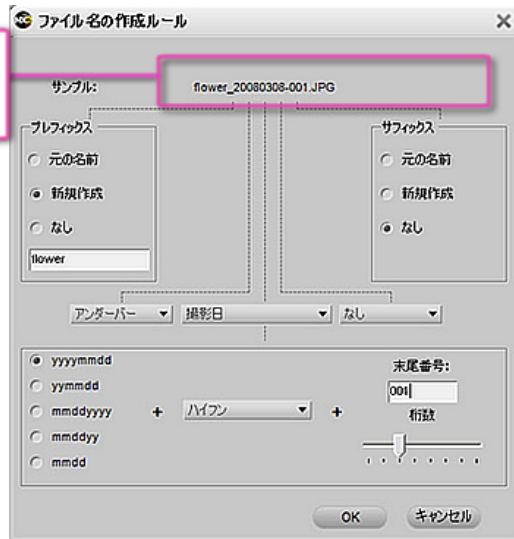 ファイル名の作成ルール
サンプル: flower_20080308-001.JPG
プレフィックス
元の名前
新規作成
なし
flower
サフィックス
元の名前
新規作成
なし
アンダーバー 撮影日 なし
yyyymmdd
yymmdd
mmddyyyy
mmddyy
mmdd
+ ハイフン +
末尾番号:
001
桁数
OK キャンセル